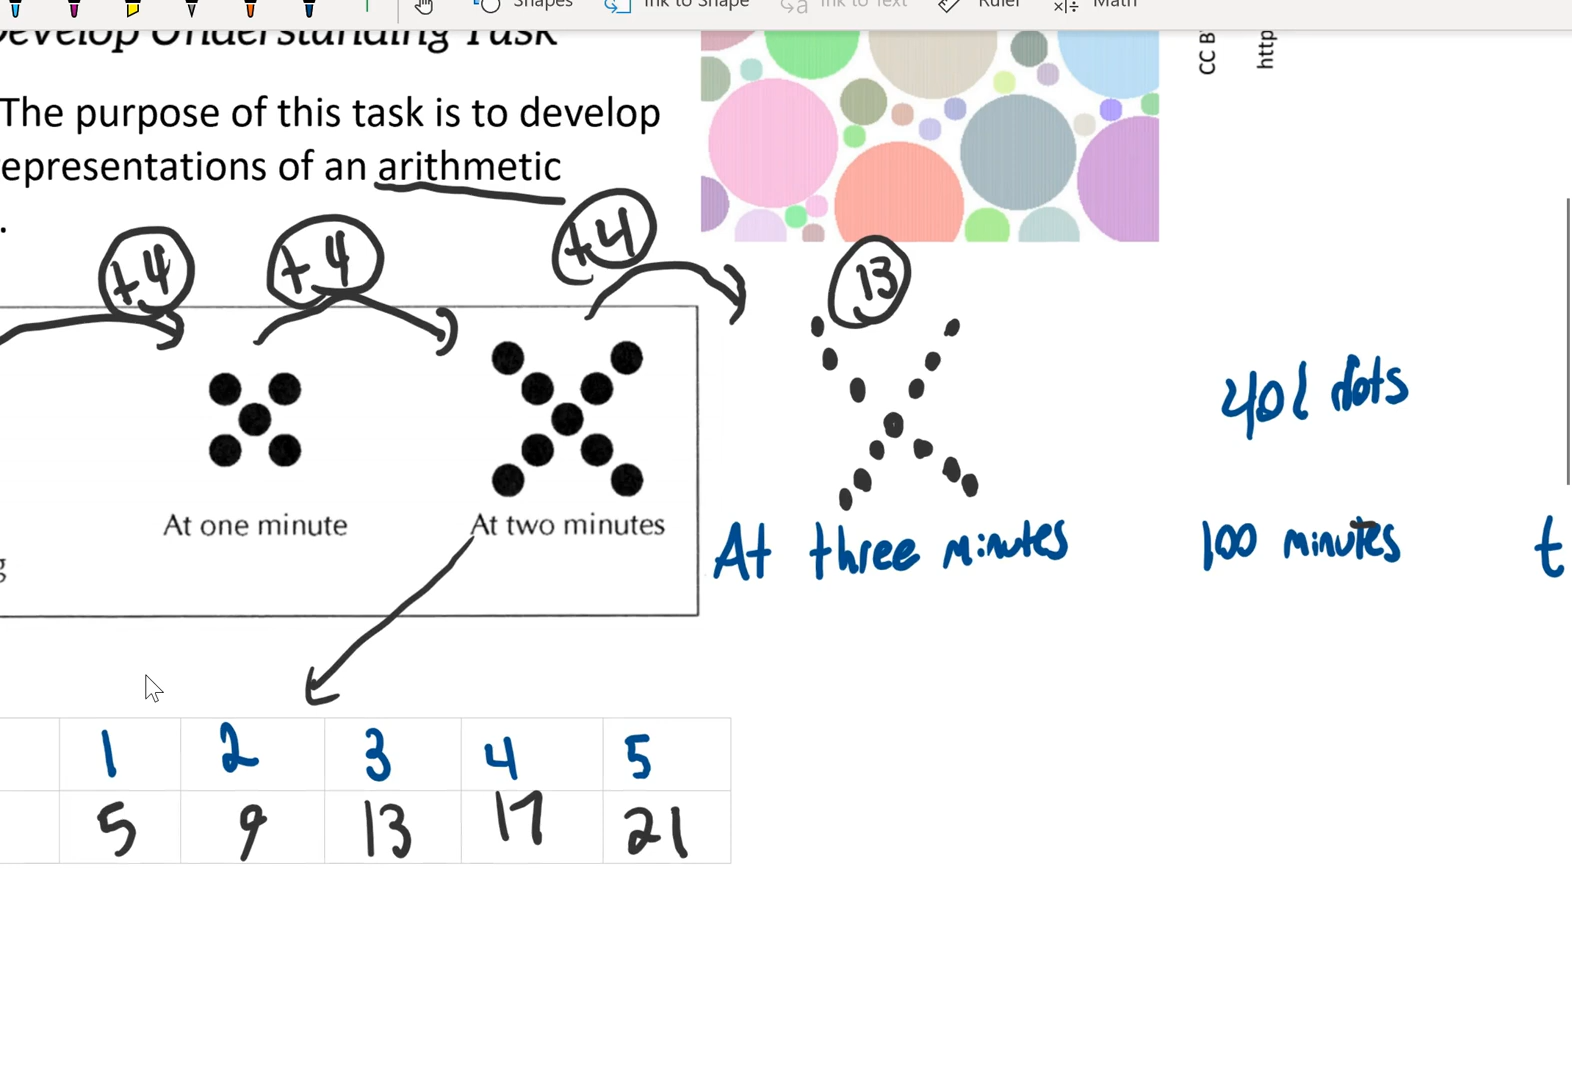 Shapes Ink to Shape Ink to Text Ruler Math
evelop Understanding Task
CC B
http
The purpose of this task is to develop
epresentations of an arithmetic
.
+4 +4 +4
13
401 dots
At one minute At two minutes At three minutes 100 minutes t
g
1 2 3 4 5
5 9 13 17 21